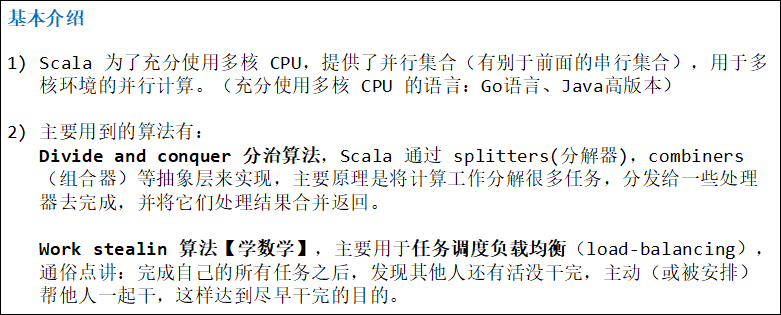 基本介绍
1) Scala 为了充分使用多核 CPU，提供了并行集合（有别于前面的串行集合），用于多
核环境的并行计算。（充分使用多核 CPU 的语言：Go语言、Java高版本）
2) 主要用到的算法有：
Divide and conquer 分治算法，Scala 通过 splitters(分解器)，combiners
（组合器）等抽象层来实现，主要原理是将计算工作分解很多任务，分发给一些处理
器去完成，并将它们处理结果合并返回。
Work stealin 算法【学数学】，主要用于任务调度负载均衡（load-balancing），
通俗点讲：完成自己的所有任务之后，发现其他人还有活没干完，主动（或被安排）
帮他人一起干，这样达到尽早干完的目的。